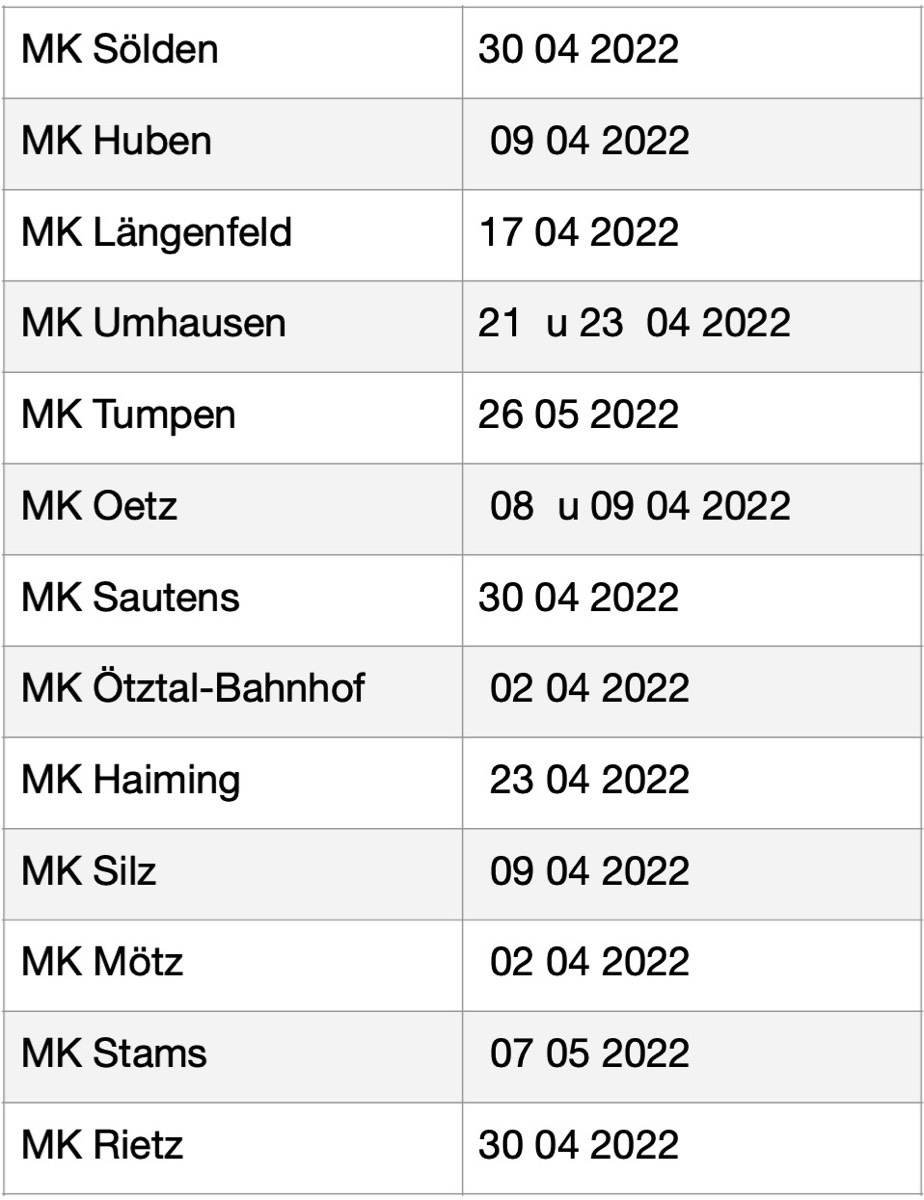 MK Sölden 30 04 2022
MK Huben 09 04 2022
MK Längenfeld 17 04 2022
MK Umhausen 21 u 23 04 2022
MK Tumpen 26 05 2022
MK Oetz 08 u 09 04 2022
MK Sautens 30 04 2022
MK Ötztal-Bahnhof 02 04 2022
MK Haiming 23 04 2022
MK Silz 09 04 2022
MK Mötz 02 04 2022
MK Stams 07 05 2022
MK Rietz 30 04 2022